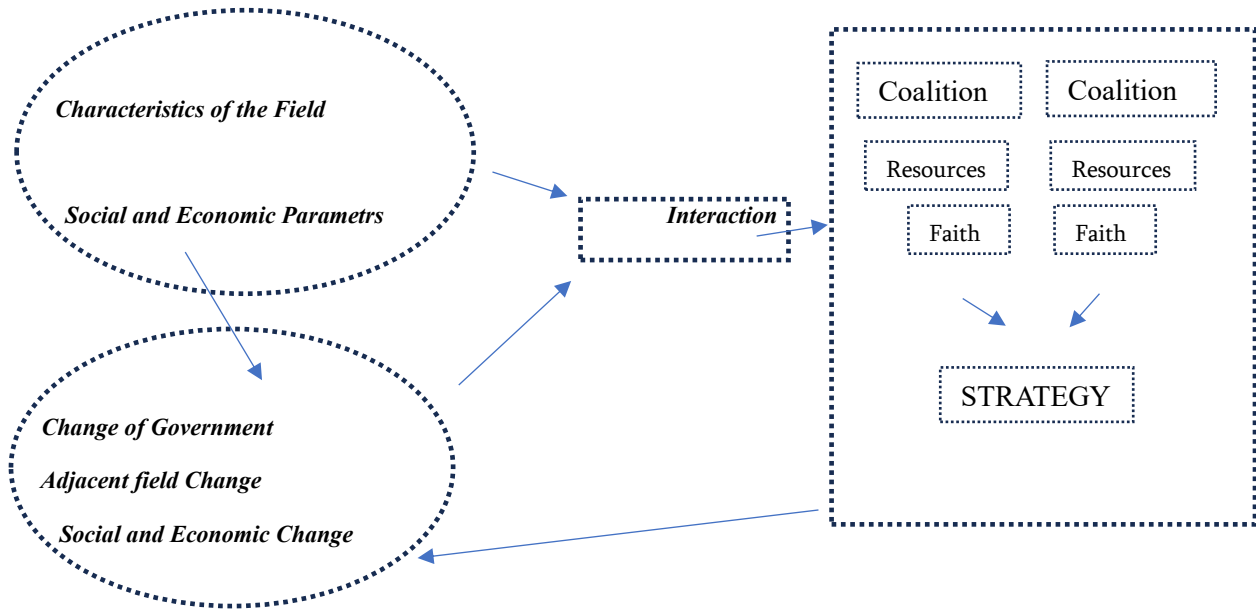 Characteristics of the Field
Social and Economic Parametrs
Change of Government
Adjacent field Change
Social and Economic Change
Interaction
Coalition
Coalition
Resources
Resources
Faith
Faith
STRATEGY